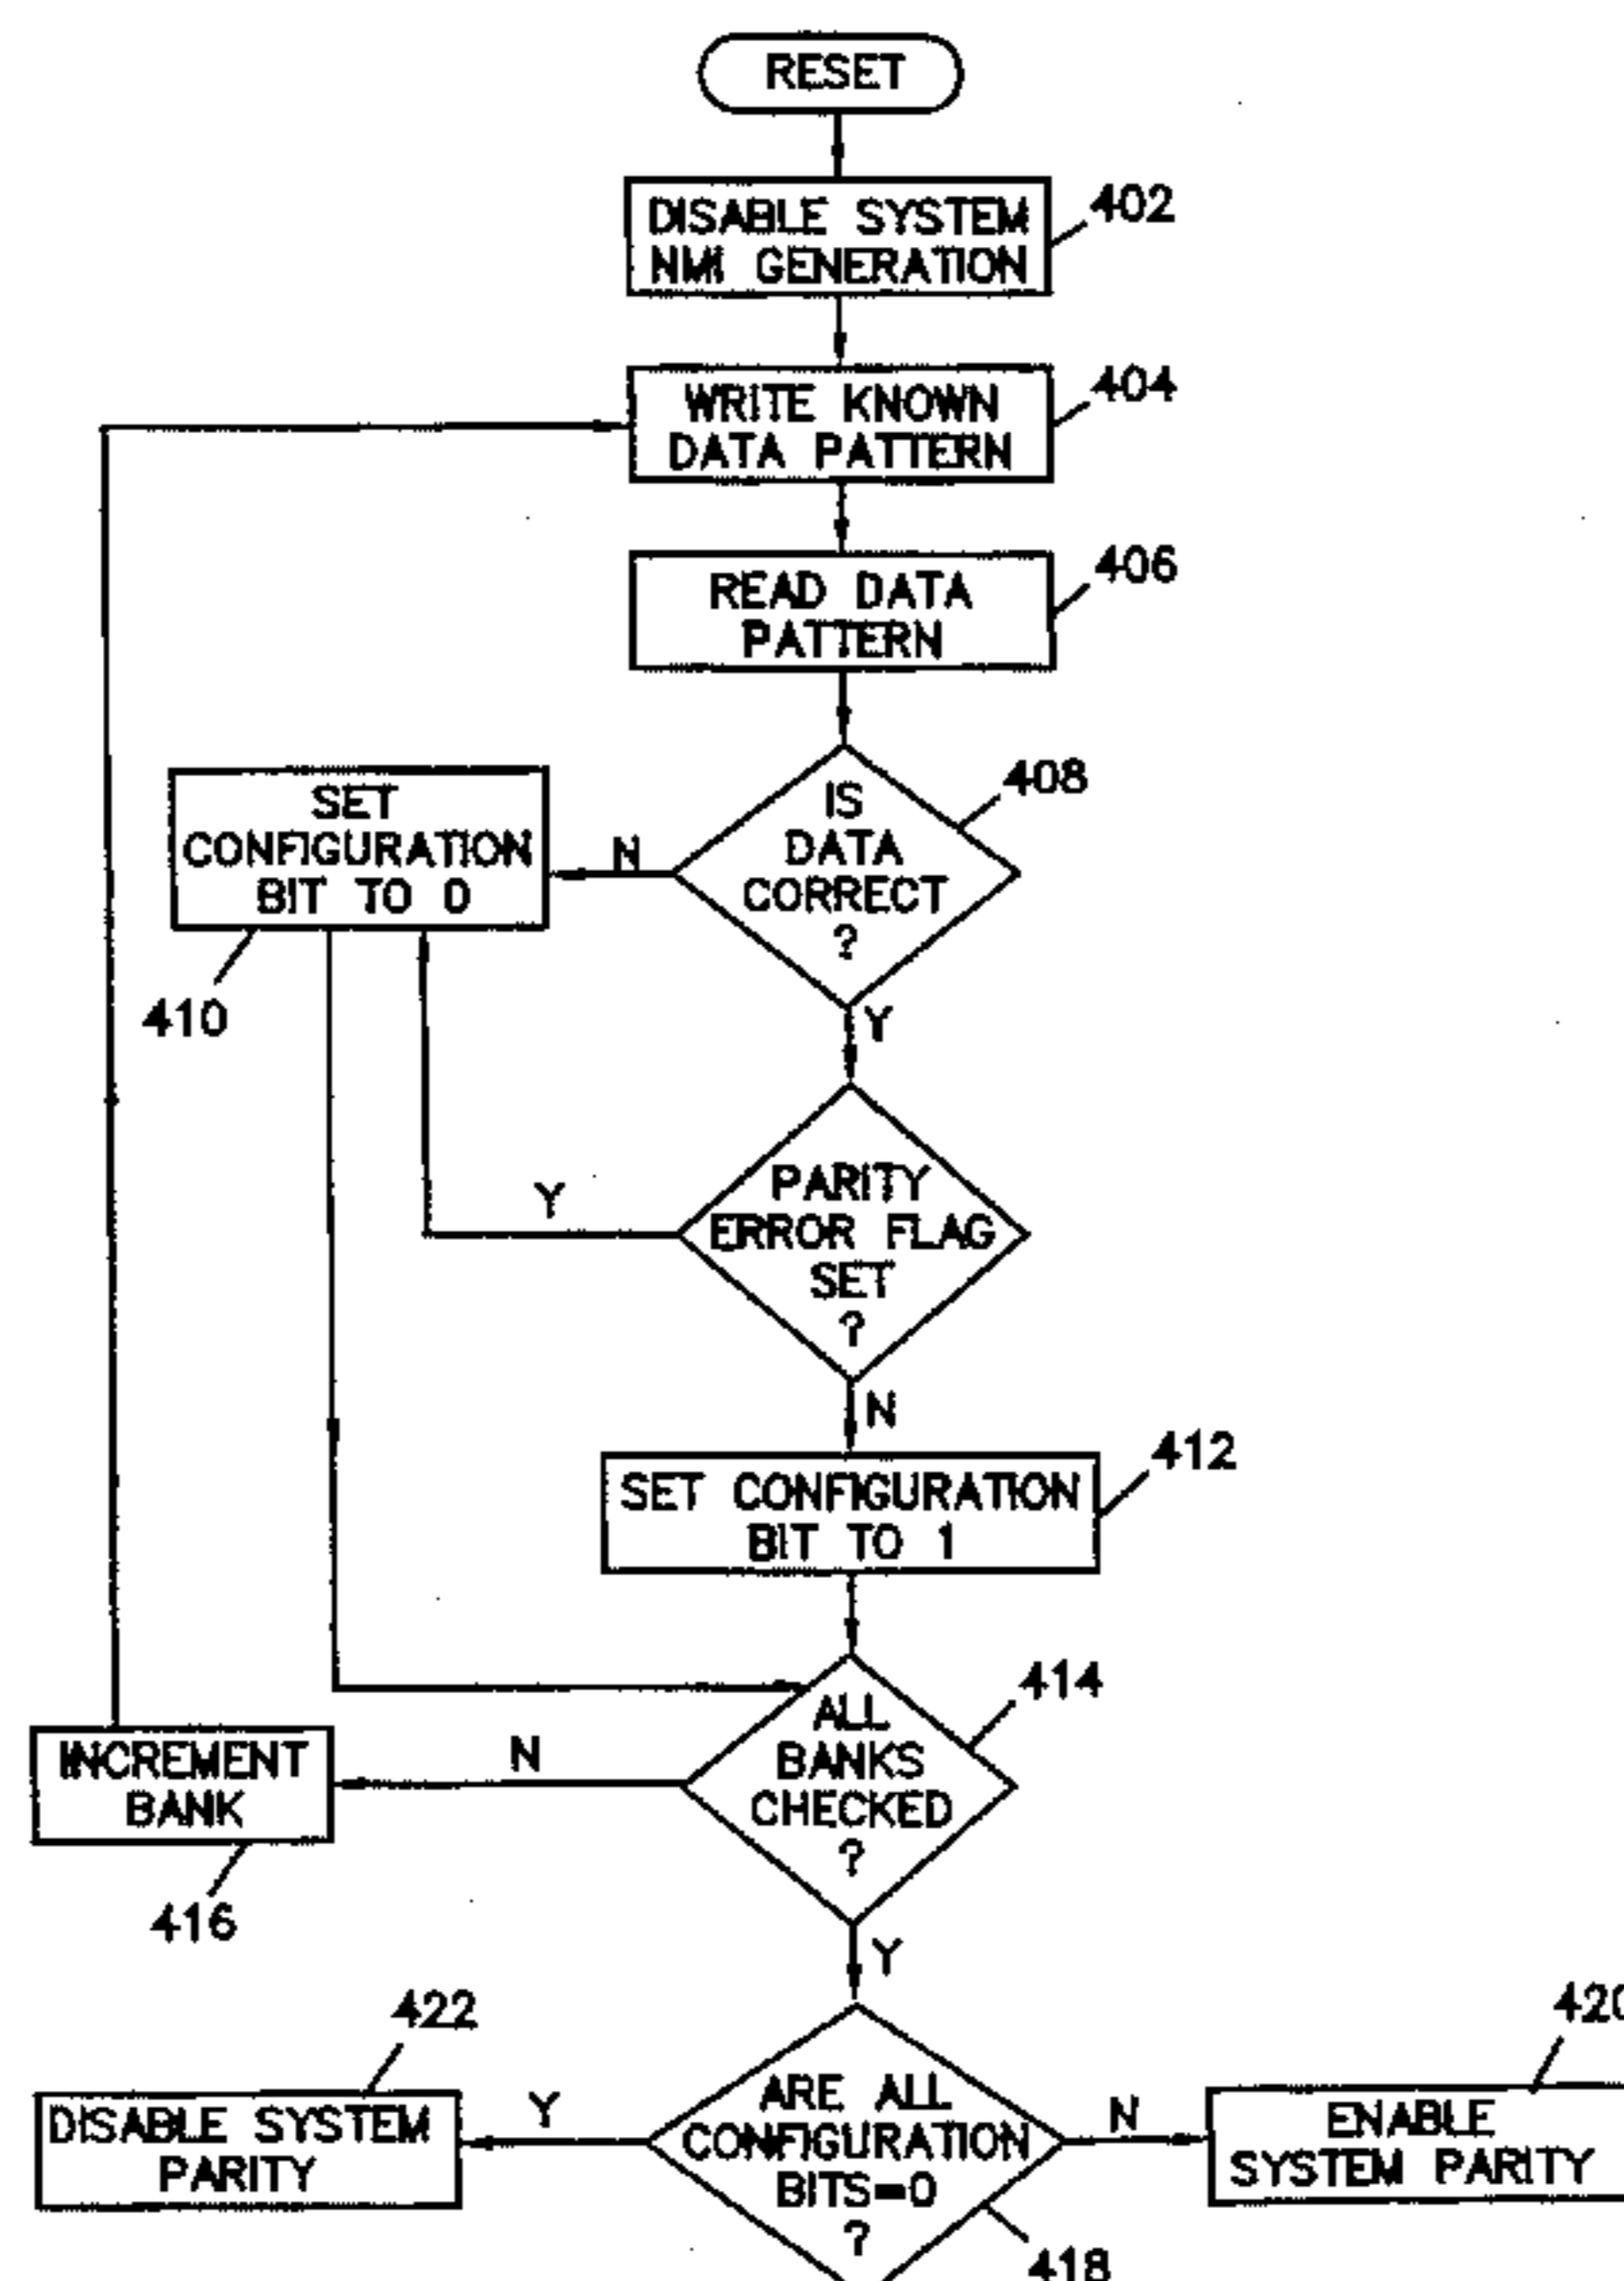 RESET
DISABLE SYSTEM
NMI GENERATION
402
WRITE KNOWN
DATA PATTERN
404
READ DATA
PATTERN
406
IS
DATA
CORRECT
?
408
N
SET
CONFIGURATION
BIT TO 0
410
Y
PARITY
ERROR FLAG
SET
?
Y
N
SET CONFIGURATION
BIT TO 1
412
ALL
BANKS
CHECKED
?
414
N
INCREMENT
BANK
416
Y
ARE ALL
CONFIGURATION
BITS=0
?
418
Y
DISABLE SYSTEM
PARITY
422
N
ENABLE
SYSTEM PARITY
420